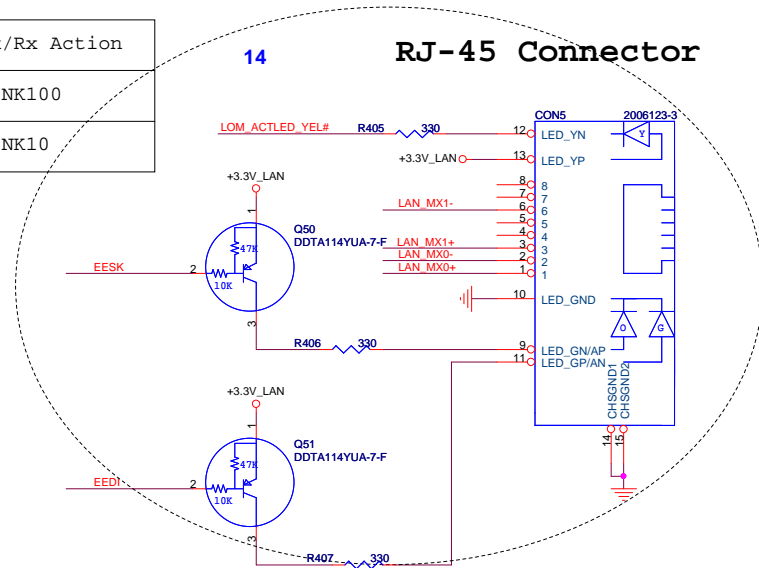 /Rx Action
NK100
NK10
14
RJ-45 Connector
CON5
2006123-3
LOM_ACTLED_YEL#
R405
330
12
LED_YN
Y
+3.3V_LAN
13
LED_YP
8
8
7
7
LAN_MX1-
6
6
5
5
4
4
LAN_MX1+
3
3
LAN_MX0-
2
2
LAN_MX0+
1
1
10
LED_GND
O
G
+3.3V_LAN
1
Q50
DDTA114YUA-7-F
47K
EESK
2
10K
3
R406
330
9
LED_GN/AP
11
LED_GP/AN
CHSGND1
CHSGND2
14
15
+3.3V_LAN
1
Q51
DDTA114YUA-7-F
47K
EEDI
2
10K
3
R407
330